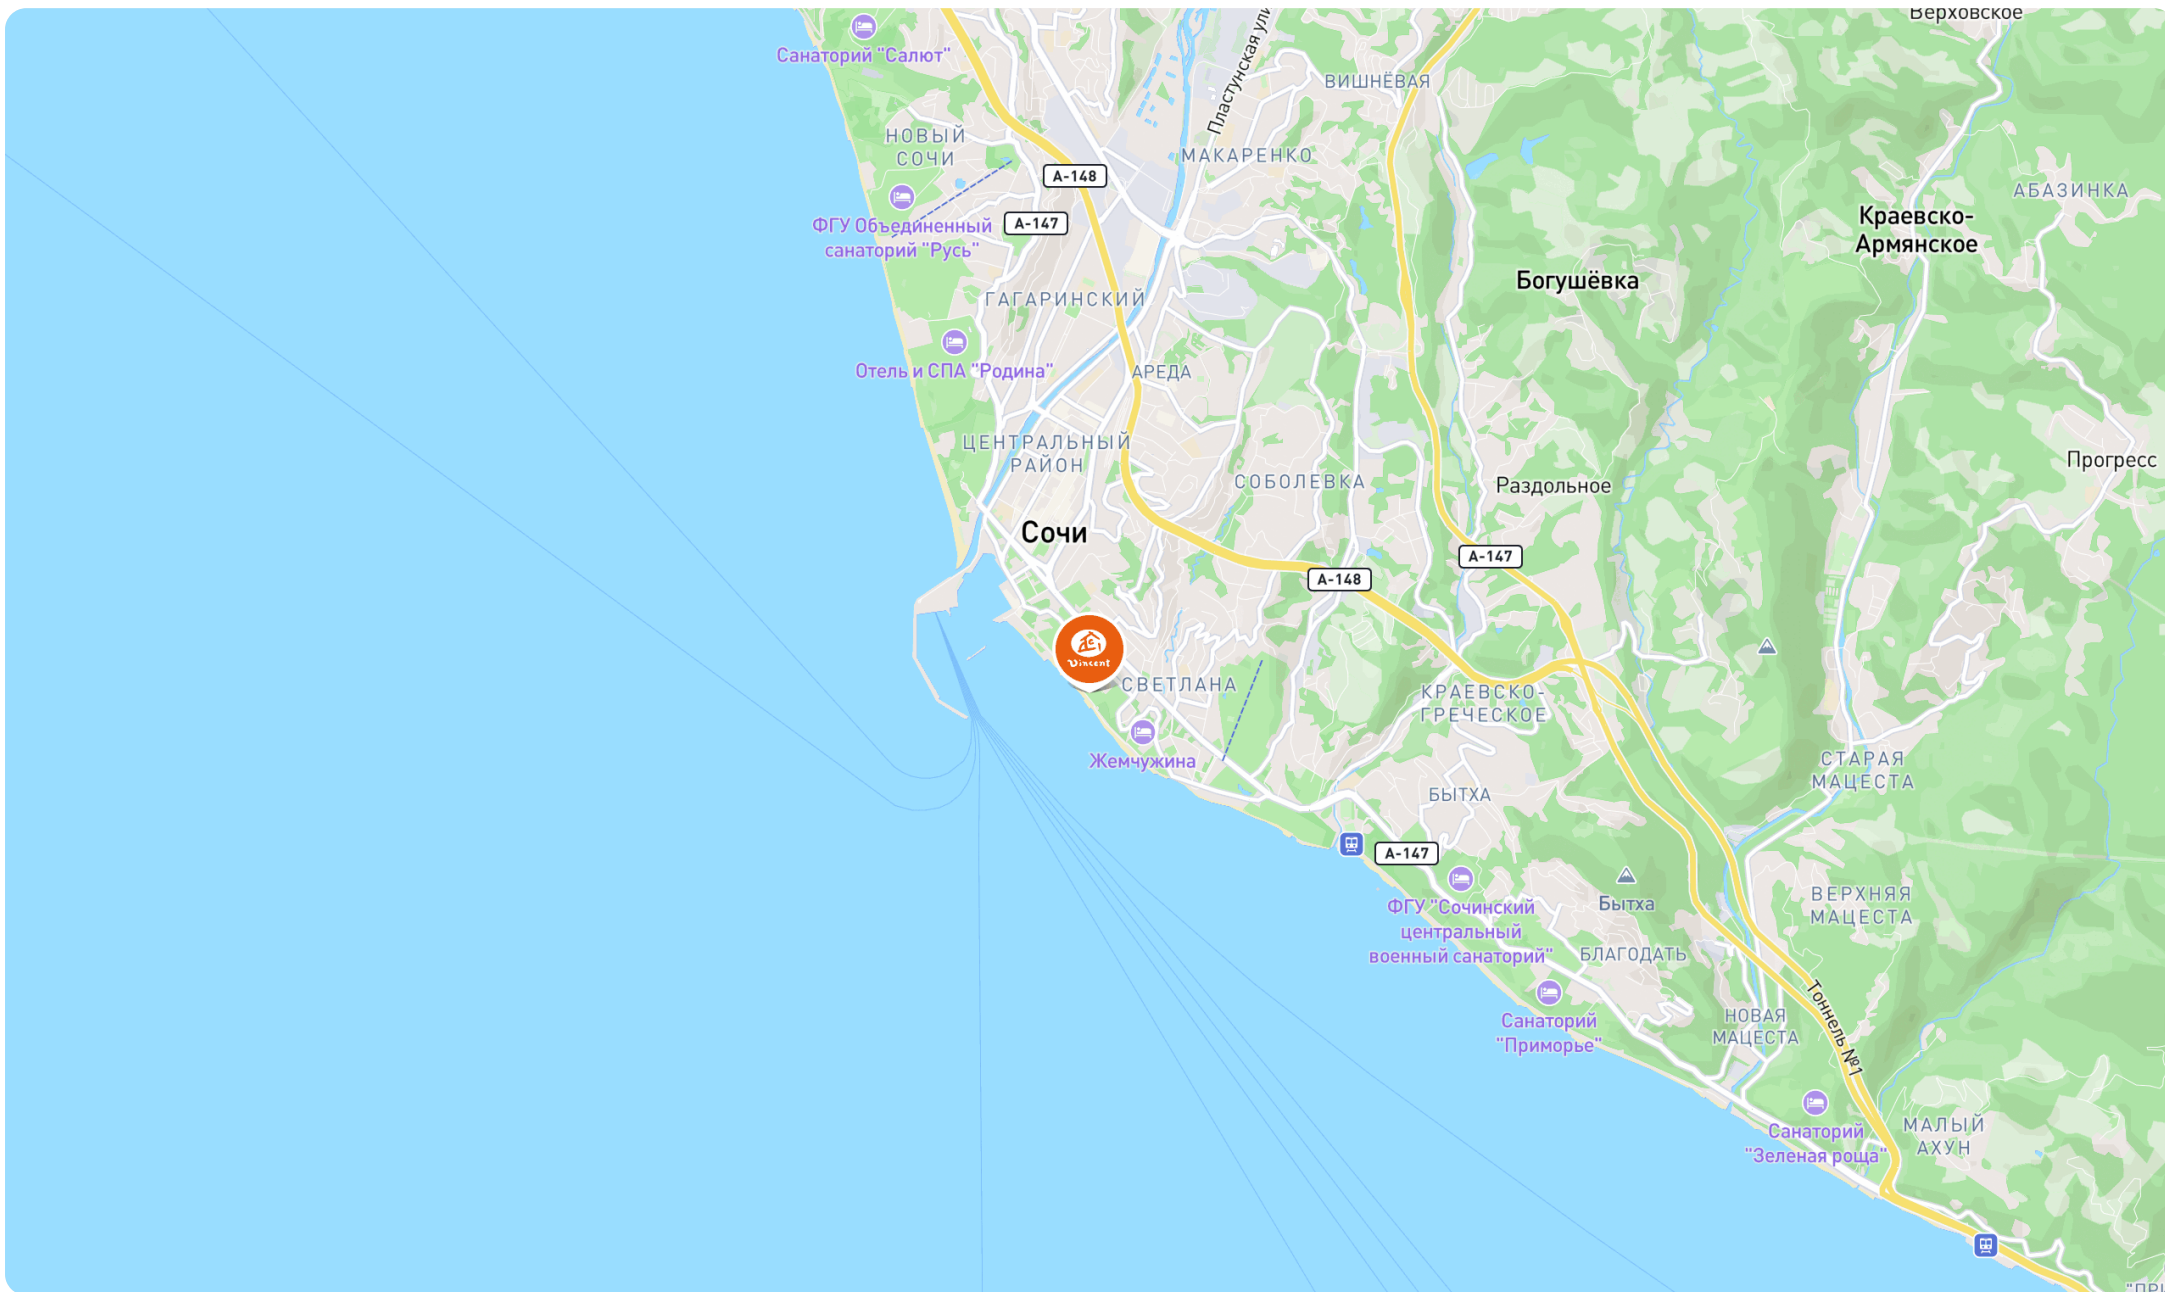 Верховское
Санаторий "Салют"
Пластунская ули
ВИШНЁВАЯ
НОВЫЙ
СОЧИ
МАКАРЕНКО
А-148
АБАЗИНКА
ФГУ Объединенный
санаторий "Русь"
А-147
Краевско-
Армянское
Богушёвка
ГАГАРИНСКИЙ
Отель и СПА "Родина"
АРЕДА
ЦЕНТРАЛЬНЫЙ
РАЙОН
Прогресс
СОБОЛЕВКА
Раздольное
Сочи
А-147
А-148
Vincent
СВЕТЛАНА
КРАЕВСКО-
ГРЕЧЕСКОЕ
Жемчужина
СТАРАЯ
МАЦЕСТА
БЫТХА
А-147
ФГУ "Сочинский
центральный
военный санаторий"
Бытха
ВЕРХНЯЯ
МАЦЕСТА
БЛАГОДАТЬ
Санаторий
"Приморье"
НОВАЯ
МАЦЕСТА
Тоннель №1
Санаторий
"Зеленая роща"
МАЛЫЙ
АХУН
"ПРИ